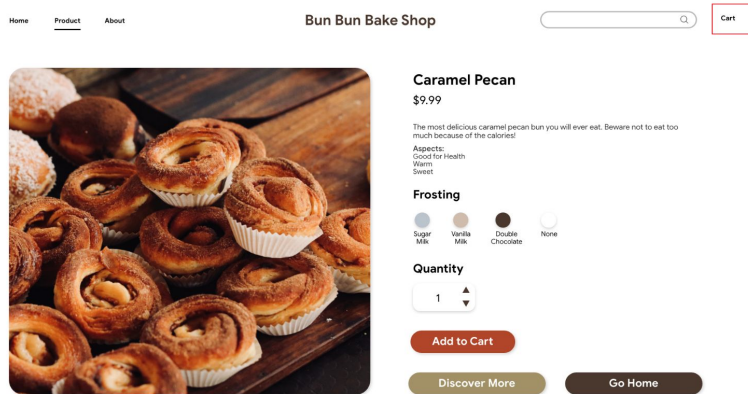 Home
Product
About
Bun Bun Bake Shop
Cart
Caramel Pecan
$9.99
The most delicious caramel pecan bun you will ever eat. Beware not to eat too
much because of the calories!
Aspects:
Good for Health
Warm
Sweet
Frosting
Sugar
Milk
Vanilla
Milk
Double
Chocolate
None
Quantity
1
Add to Cart
Discover More
Go Home